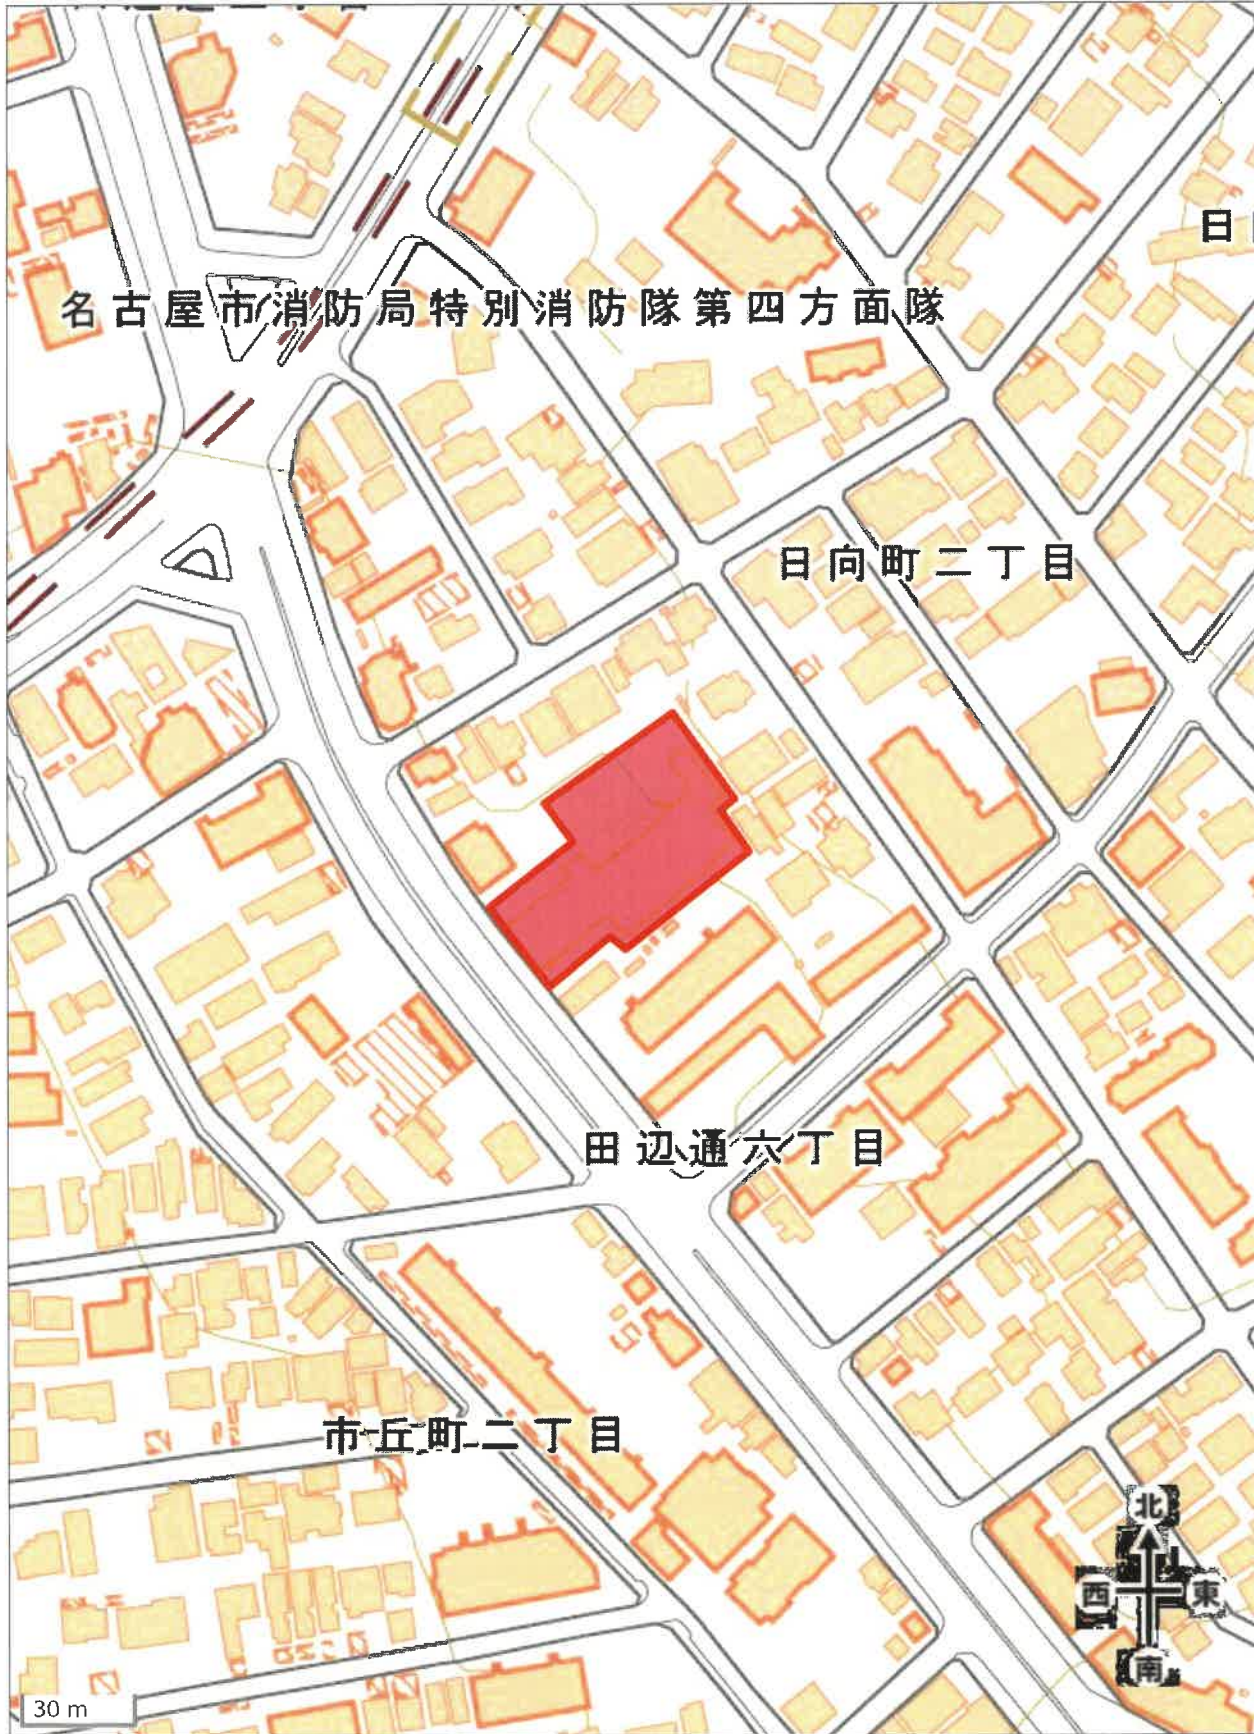 日
名古屋市消防局特別消防隊第四方面隊
日向町二丁目
田辺通六丁目
市丘町二丁目
北
西
東
南
30 m